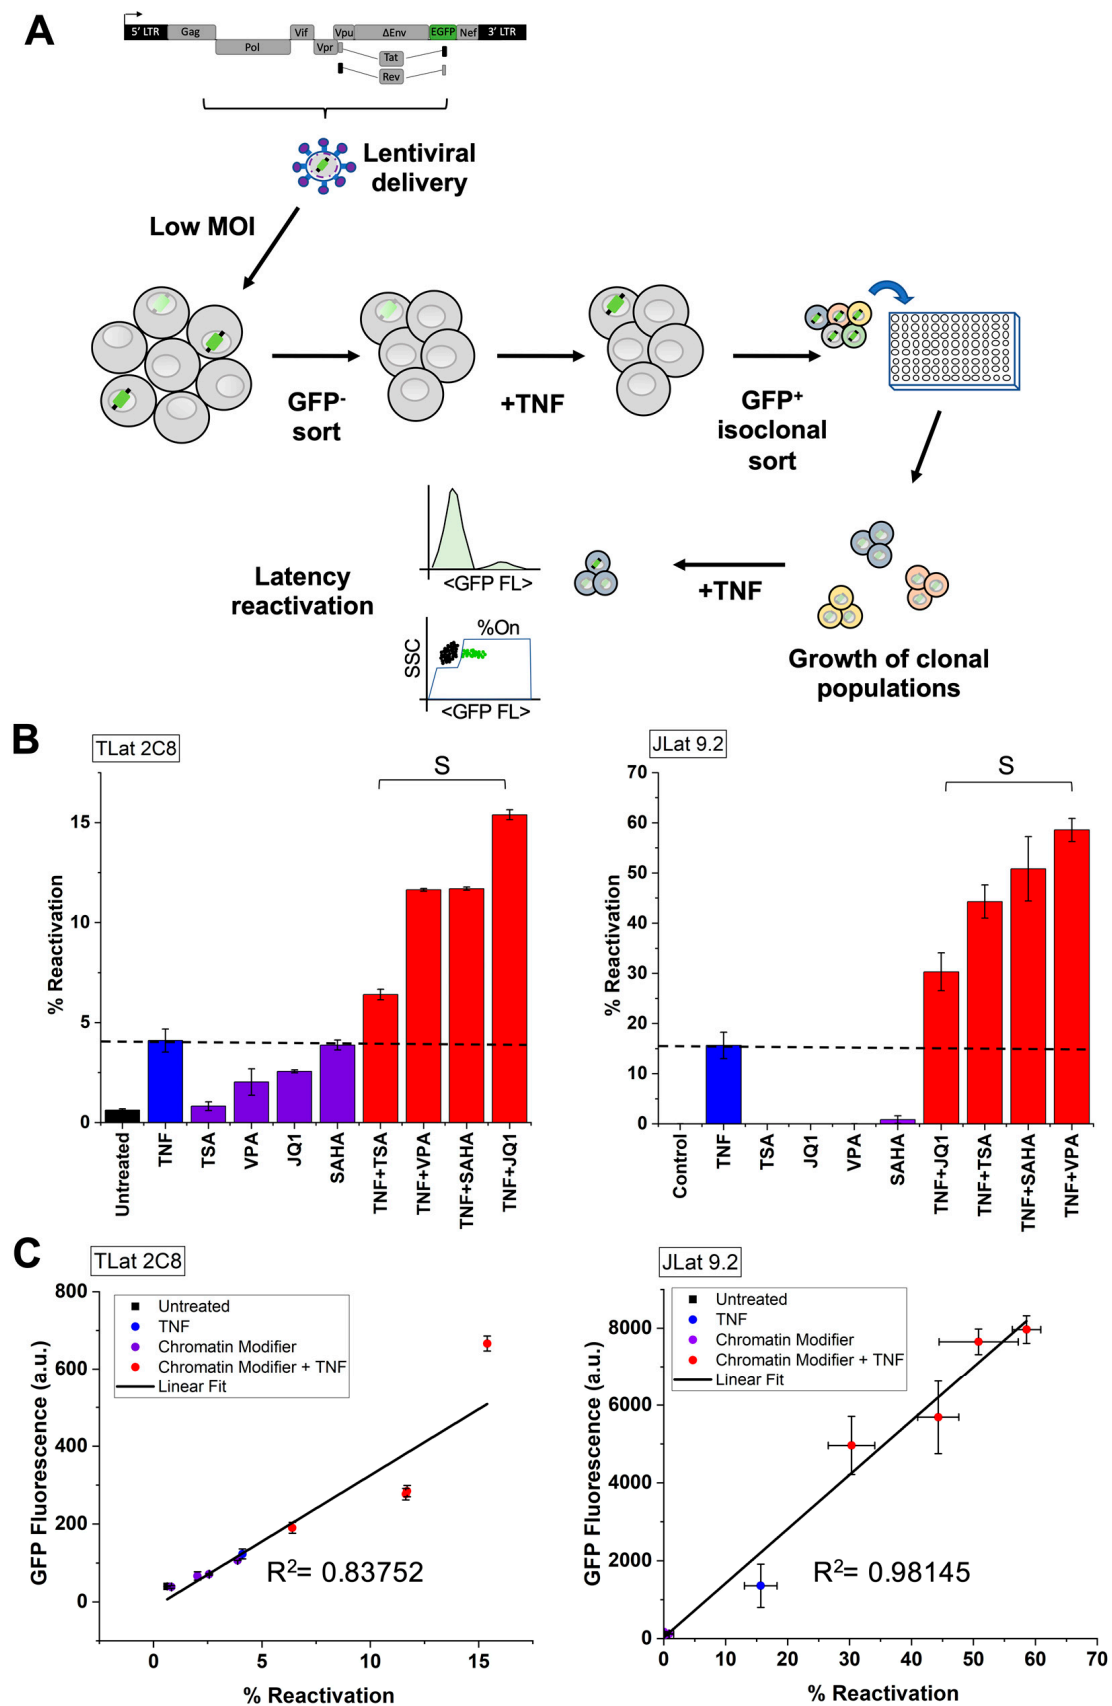 A
5' LTR Gag Vif Vpu ΔEnv EGFP Nef 3' LTR
Pol Vpr Tat
Rev
Lentiviral
delivery
Low MOI
GFP-
sort
+TNF
GFP+
isoclonal
sort
Latency
reactivation
<GFP FL>
%On
SSC
<GFP FL>
+TNF
Growth of clonal
populations
B
TLat 2C8
S
% Reactivation
15
10
5
0
Untreated
TNF
TSA
VPA
JQ1
SAHA
TNF+TSA
TNF+VPA
TNF+SAHA
TNF+JQ1
JLat 9.2
S
% Reactivation
70
60
50
40
30
20
10
0
Control
TNF
TSA
JQ1
VPA
SAHA
TNF+JQ1
TNF+TSA
TNF+SAHA
TNF+VPA
C
TLat 2C8
GFP Fluorescence (a.u.)
800
600
400
200
0
Untreated
TNF
Chromatin Modifier
Chromatin Modifier + TNF
Linear Fit
R²= 0.83752
0 5 10 15
% Reactivation
JLat 9.2
GFP Fluorescence (a.u.)
8000
6000
4000
2000
0
Untreated
TNF
Chromatin Modifier
Chromatin Modifier + TNF
Linear Fit
R²= 0.98145
0 10 20 30 40 50 60 70
% Reactivation